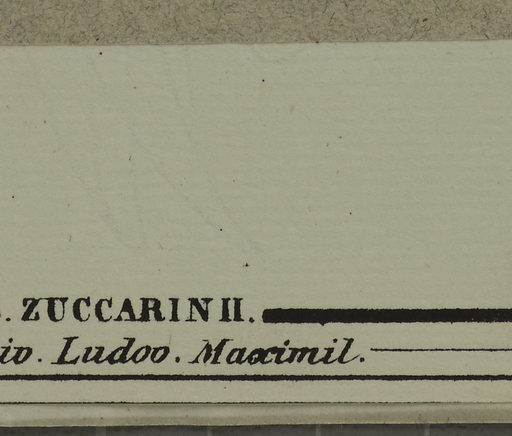 . ZUCCARINII.
iv. Ludov. Maximil.